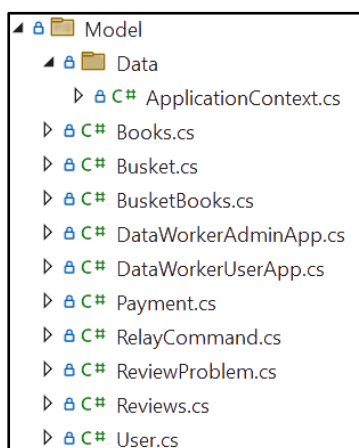 Model
Data
C# ApplicationContext.cs
C# Books.cs
C# Busket.cs
C# BusketBooks.cs
C# DataWorkerAdminApp.cs
C# DataWorkerUserApp.cs
C# Payment.cs
C# RelayCommand.cs
C# ReviewProblem.cs
C# Reviews.cs
C# User.cs